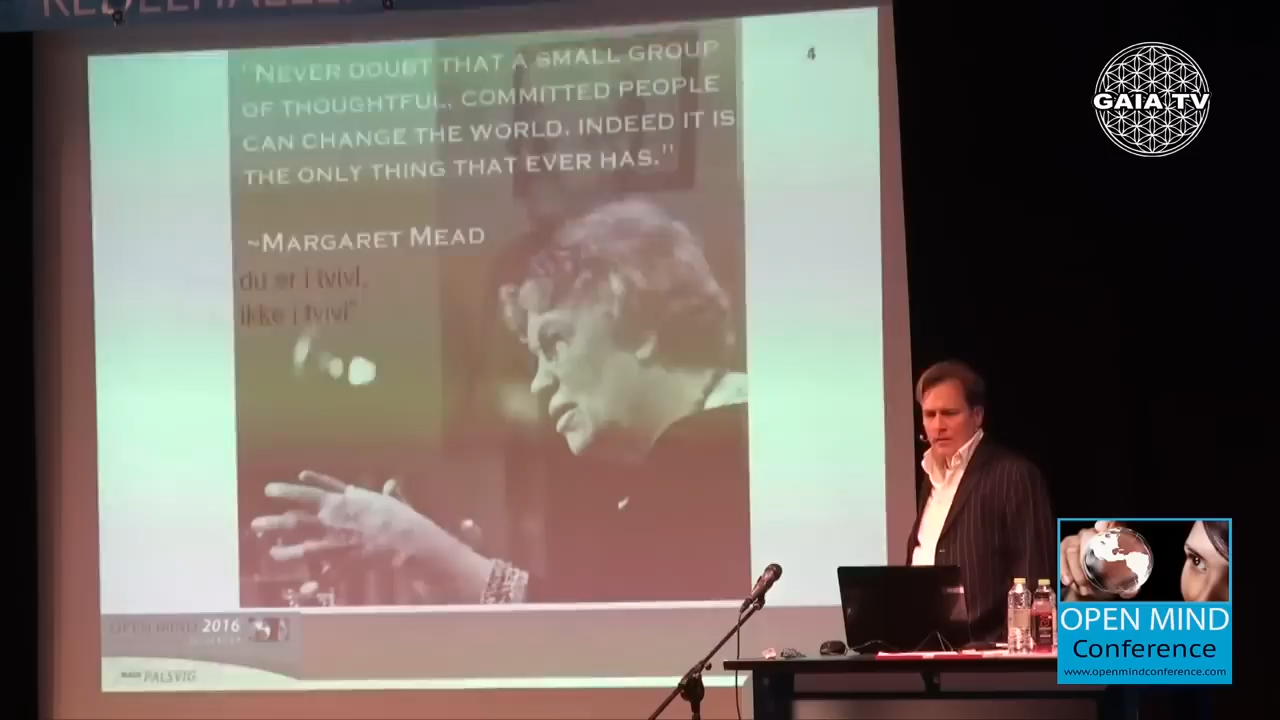 "NEVER DOUBT THAT A SMALL GROUP
OF THOUGHTFUL, COMMITTED PEOPLE
CAN CHANGE THE WORLD. INDEED IT IS
THE ONLY THING THAT EVER HAS."
~MARGARET MEAD
du er i tvivl,
ikke i tvivl"
4
GAIA TV
OPEN MIND 2016
PALSVIG
OPEN MIND
Conference
www.openmindconference.com